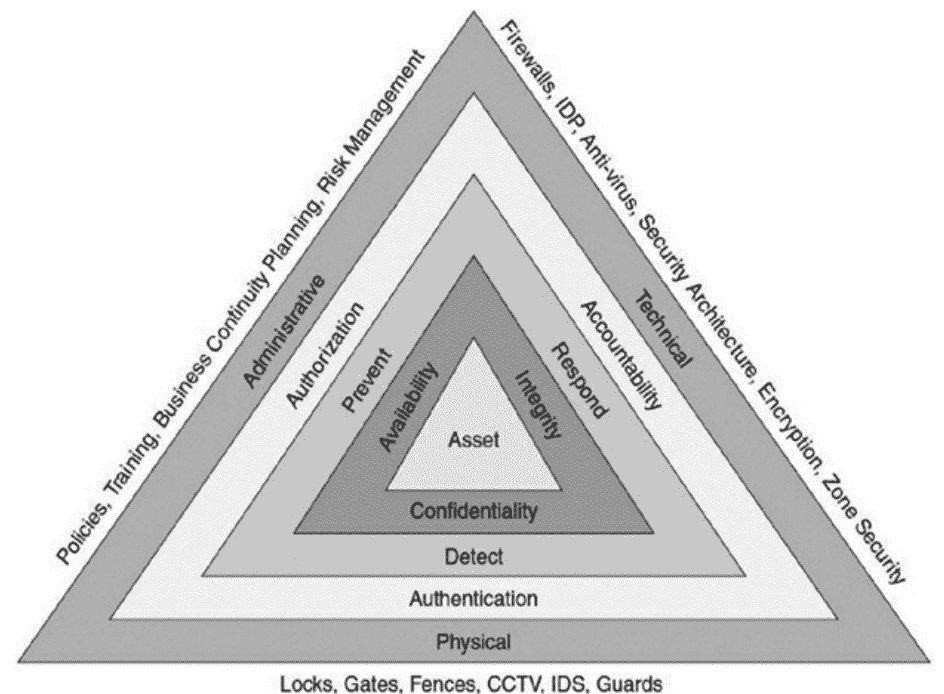 Policies, Training, Business Continuity Planning, Risk Management
Firewalls, IDP, Anti-virus, Security Architecture, Encryption, Zone Security
Administrative
Technical
Authorization
Accountability
Prevent
Respond
Availability
Integrity
Asset
Confidentiality
Detect
Authentication
Physical
Locks, Gates, Fences, CCTV, IDS, Guards